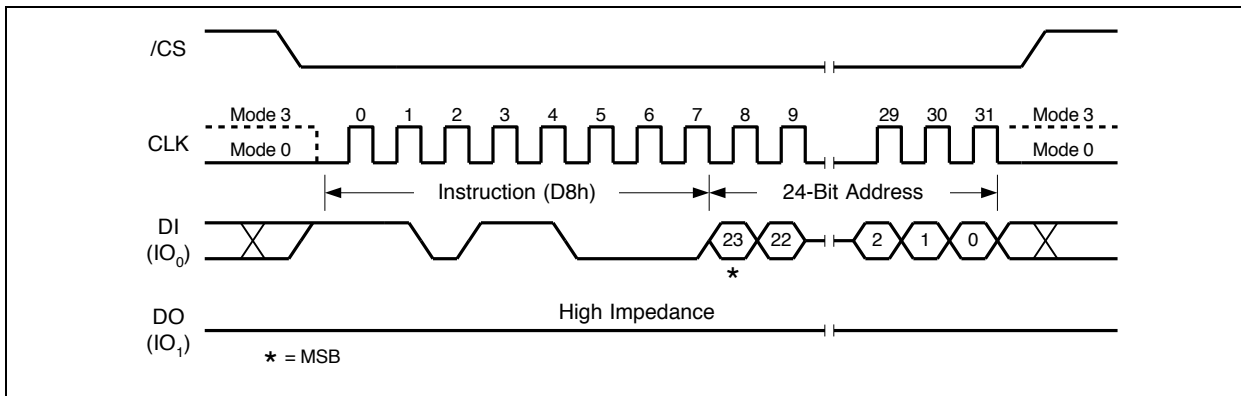 /CS
Mode 3 0 1 2 3 4 5 6 7 8 9 29 30 31 Mode 3
CLK
Mode 0 Mode 0
Instruction (D8h) 24-Bit Address
DI
(IO0)
23 22 2 1 0
*
High Impedance
DO
(IO1)
* = MSB